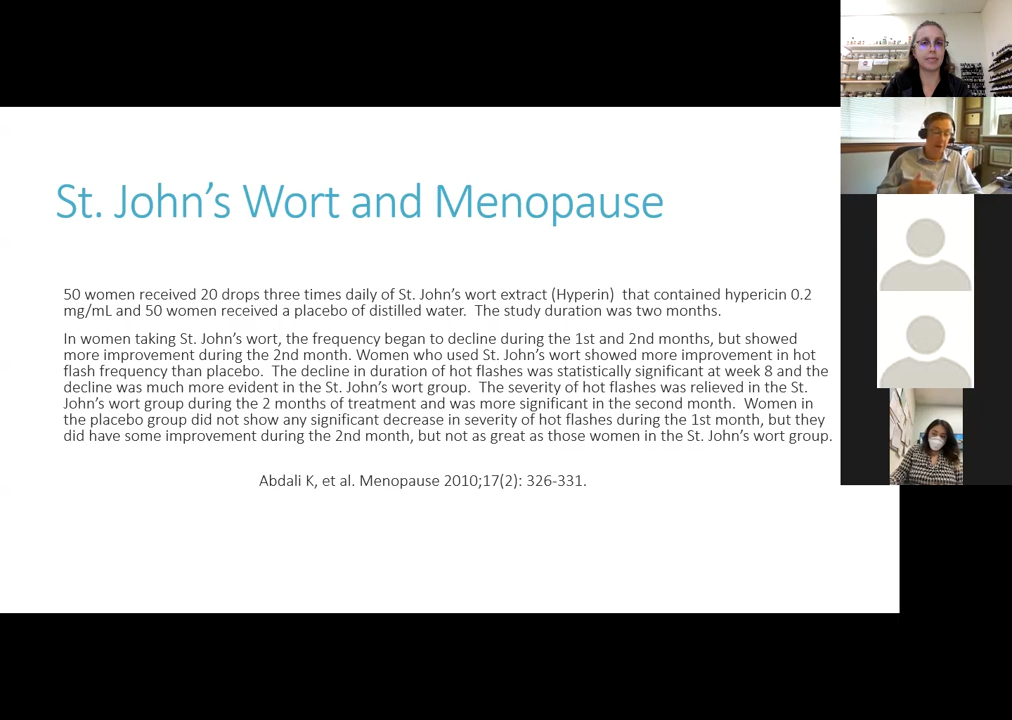 St. John’s Wort and Menopause
50 women received 20 drops three times daily of St. John’s wort extract (Hyperin)  that contained hypericin 0.2
mg/mL and 50 women received a placebo of distilled water.  The study duration was two months.
In women taking St. John’s wort, the frequency began to decline during the 1st and 2nd months, but showed
more improvement during the 2nd month. Women who used St. John’s wort showed more improvement in hot
flash frequency than placebo.  The decline in duration of hot flashes was statistically significant at week 8 and the
decline was much more evident in the St. John’s wort group.  The severity of hot flashes was relieved in the St.
John’s wort group during the 2 months of treatment and was more significant in the second month.  Women in
the placebo group did not show any significant decrease in severity of hot flashes during the 1st month, but they
did have some improvement during the 2nd month, but not as great as those women in the St. John’s wort group.
Abdali K, et al. Menopause 2010;17(2): 326-331.